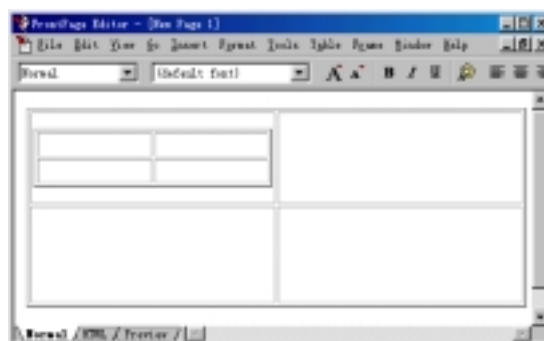 FrontPage Editor - [New Page 1]
File Edit View Go Insert Format Tools Table Frame Window Help
Normal (default font) A A B I U
Normal / HTML / Preview /